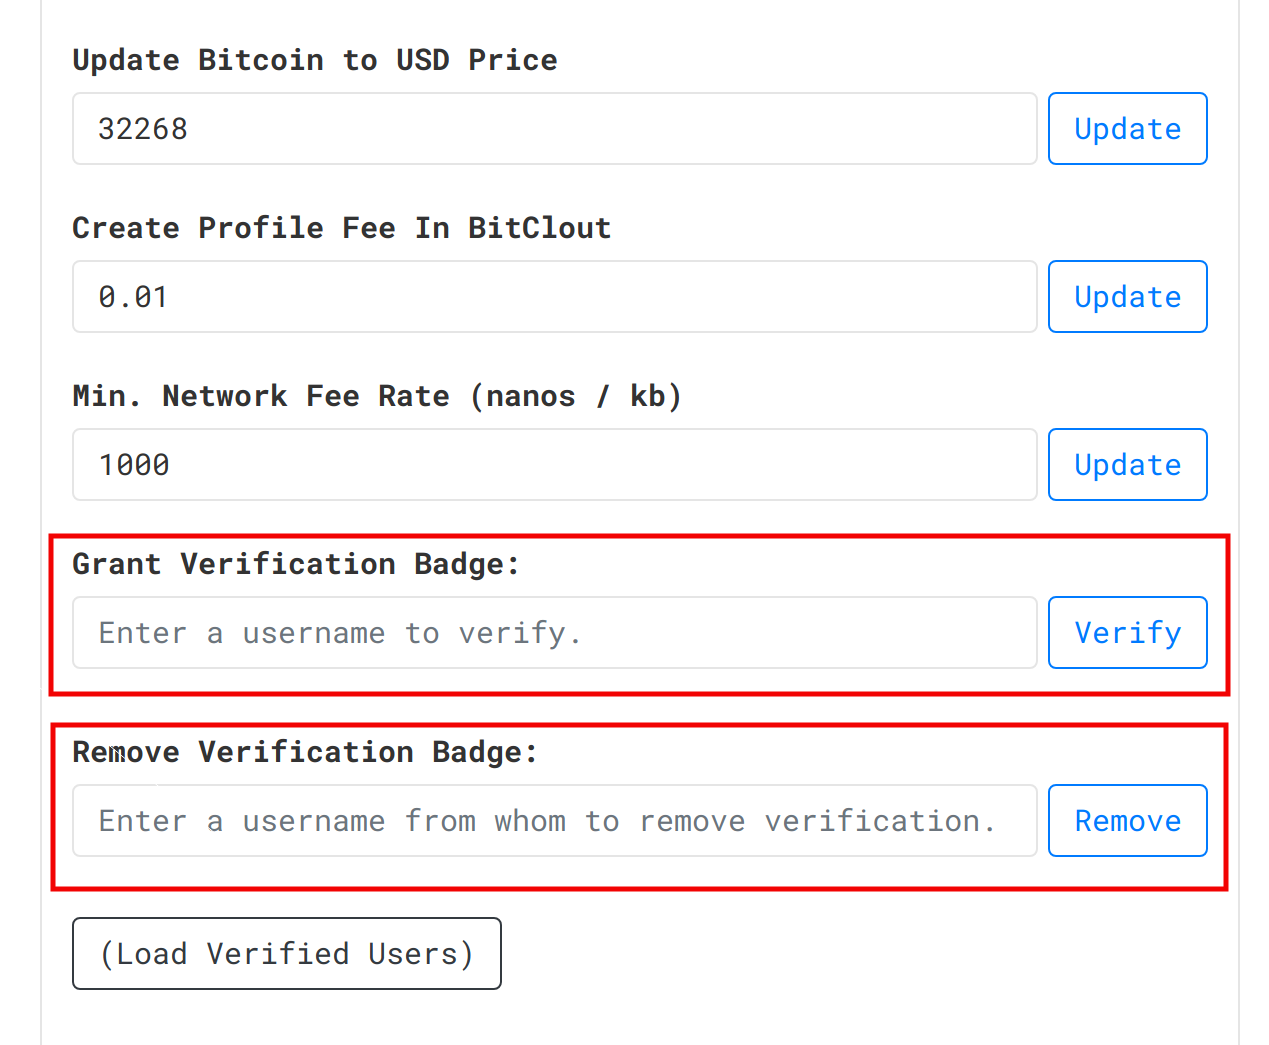 Update Bitcoin to USD Price
32268
Update
Create Profile Fee In BitClout
0.01
Update
Min. Network Fee Rate (nanos / kb)
1000
Update
Grant Verification Badge:
Enter a username to verify.
Verify
Remove Verification Badge:
Enter a username from whom to remove verification.
Remove
(Load Verified Users)